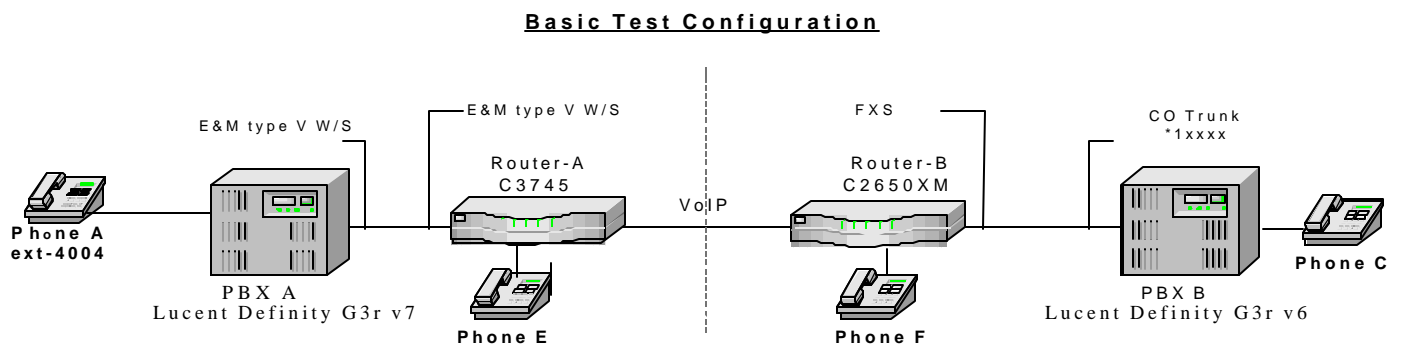 Basic Test Configuration
E&M type V W/S
E&M type V W/S
FXS
CO Trunk
*1xxxx
Router-A
C3745
Router-B
C2650XM
VoIP
Phone A
ext-4004
Phone C
PBX A
Lucent Definity G3r v7
PBX B
Lucent Definity G3r v6
Phone E
Phone F